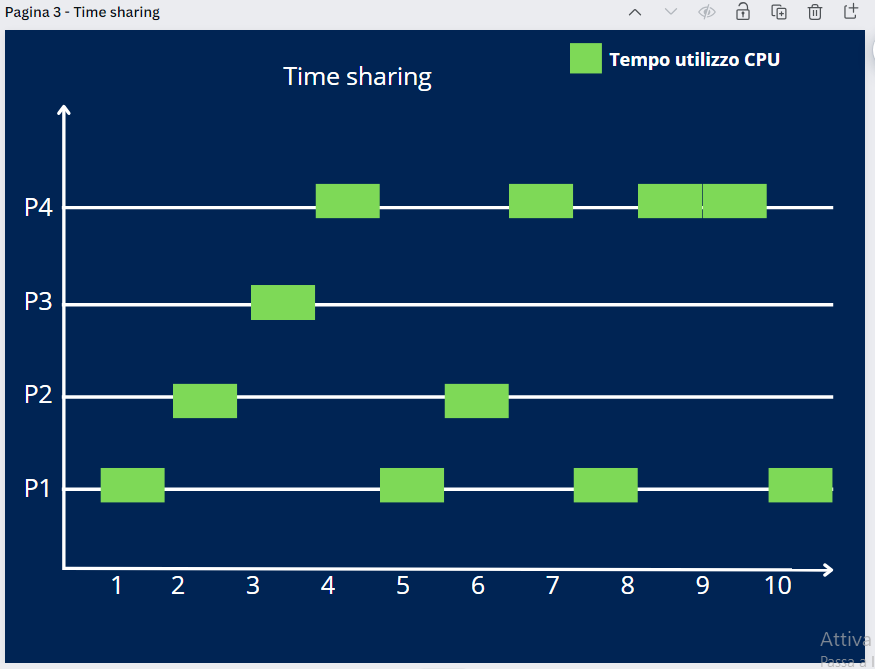 Pagina 3 - Time sharing
Time sharing
Tempo utilizzo CPU
P4
P3
P2
P1
1 2 3 4 5 6 7 8 9 10
Attiva
Passa a